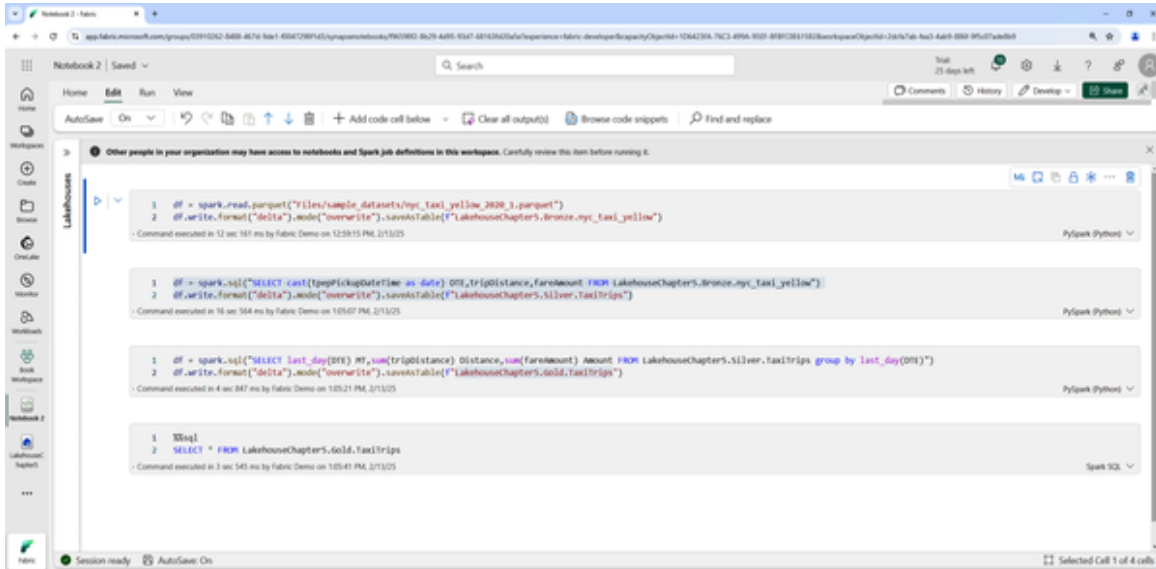 Notebook 2 - Fabric
Notebook 2 | Saved
Search
Trial:
25 days left
Home Edit Run View
Comments History Develop Share
AutoSave On Add code cell below Clear all output(s) Browse code snippets Find and replace
Other people in your organization may have access to notebooks and Spark job definitions in this workspace. Carefully review this item before running it.
Home
Workspaces
Create
Browse
OneLake
Monitor
Workloads
Book
Workspace
Notebook 2
LakehouseC
hapter5
Fabric
Lakehouses
1 df = spark.read.parquet("Files/sample_datasets/nyc_taxi_yellow_2020_1.parquet")
2 df.write.format("delta").mode("overwrite").saveAsTable(f"LakehouseChapter5.Bronze.nyc_taxi_yellow")
- Command executed in 12 sec 161 ms by Fabric Demo on 12:59:15 PM, 2/13/25
PySpark (Python)
1 df = spark.sql("SELECT cast(tpepPickupDateTime as date) DTE,tripDistance,fareAmount FROM LakehouseChapter5.Bronze.nyc_taxi_yellow")
2 df.write.format("delta").mode("overwrite").saveAsTable(f"LakehouseChapter5.Silver.TaxiTrips")
- Command executed in 16 sec 564 ms by Fabric Demo on 1:05:07 PM, 2/13/25
PySpark (Python)
1 df = spark.sql("SELECT last_day(DTE) MT,sum(tripDistance) Distance,sum(fareAmount) Amount FROM LakehouseChapter5.Silver.TaxiTrips group by last_day(DTE)")
2 df.write.format("delta").mode("overwrite").saveAsTable(f"LakehouseChapter5.Gold.TaxiTrips")
- Command executed in 4 sec 847 ms by Fabric Demo on 1:05:21 PM, 2/13/25
PySpark (Python)
1 %%sql
2 SELECT * FROM LakehouseChapter5.Gold.TaxiTrips
- Command executed in 3 sec 545 ms by Fabric Demo on 1:05:41 PM, 2/13/25
Spark SQL
Session ready AutoSave: On
Selected Cell 1 of 4 cells